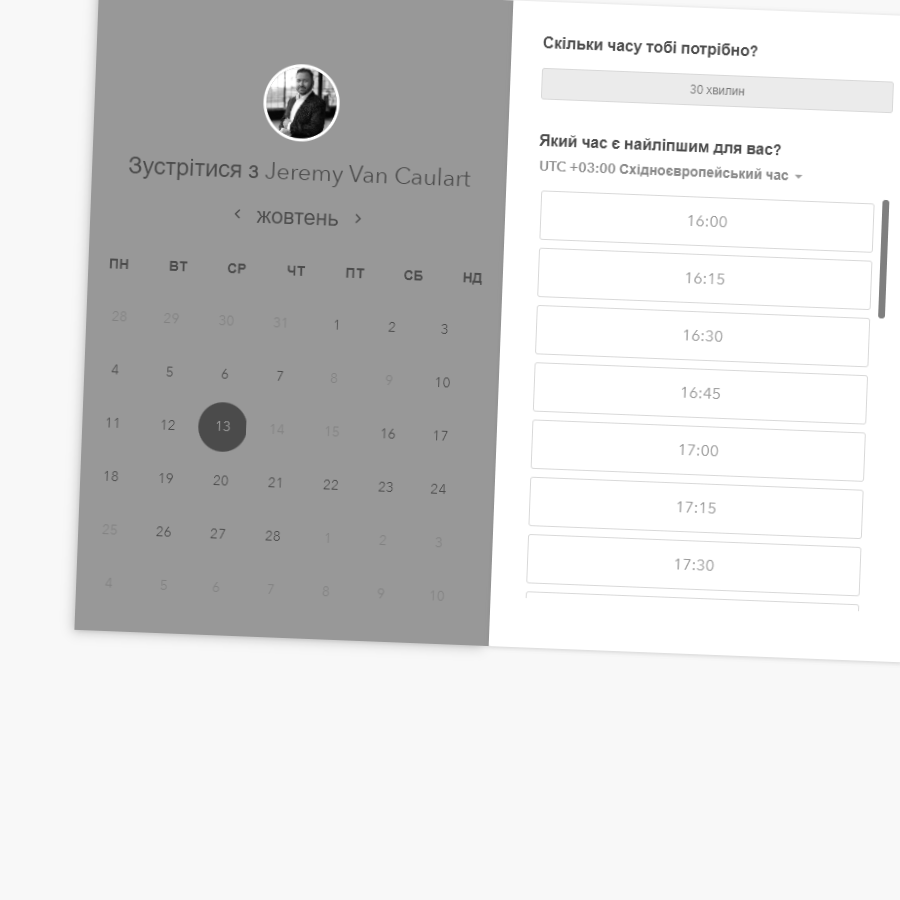 Зустрітися з Jeremy Van Caulart
‹ жовтень ›
ПН ВТ СР ЧТ ПТ СБ НД
28 29 30 31 1 2 3
4 5 6 7 8 9 10
11 12 13 14 15 16 17
18 19 20 21 22 23 24
25 26 27 28 1 2 3
4 5 6 7 8 9 10
Скільки часу тобі потрібно?
30 хвилин
Який час є найліпшим для вас?
UTC +03:00 Східноєвропейський час
16:00
16:15
16:30
16:45
17:00
17:15
17:30